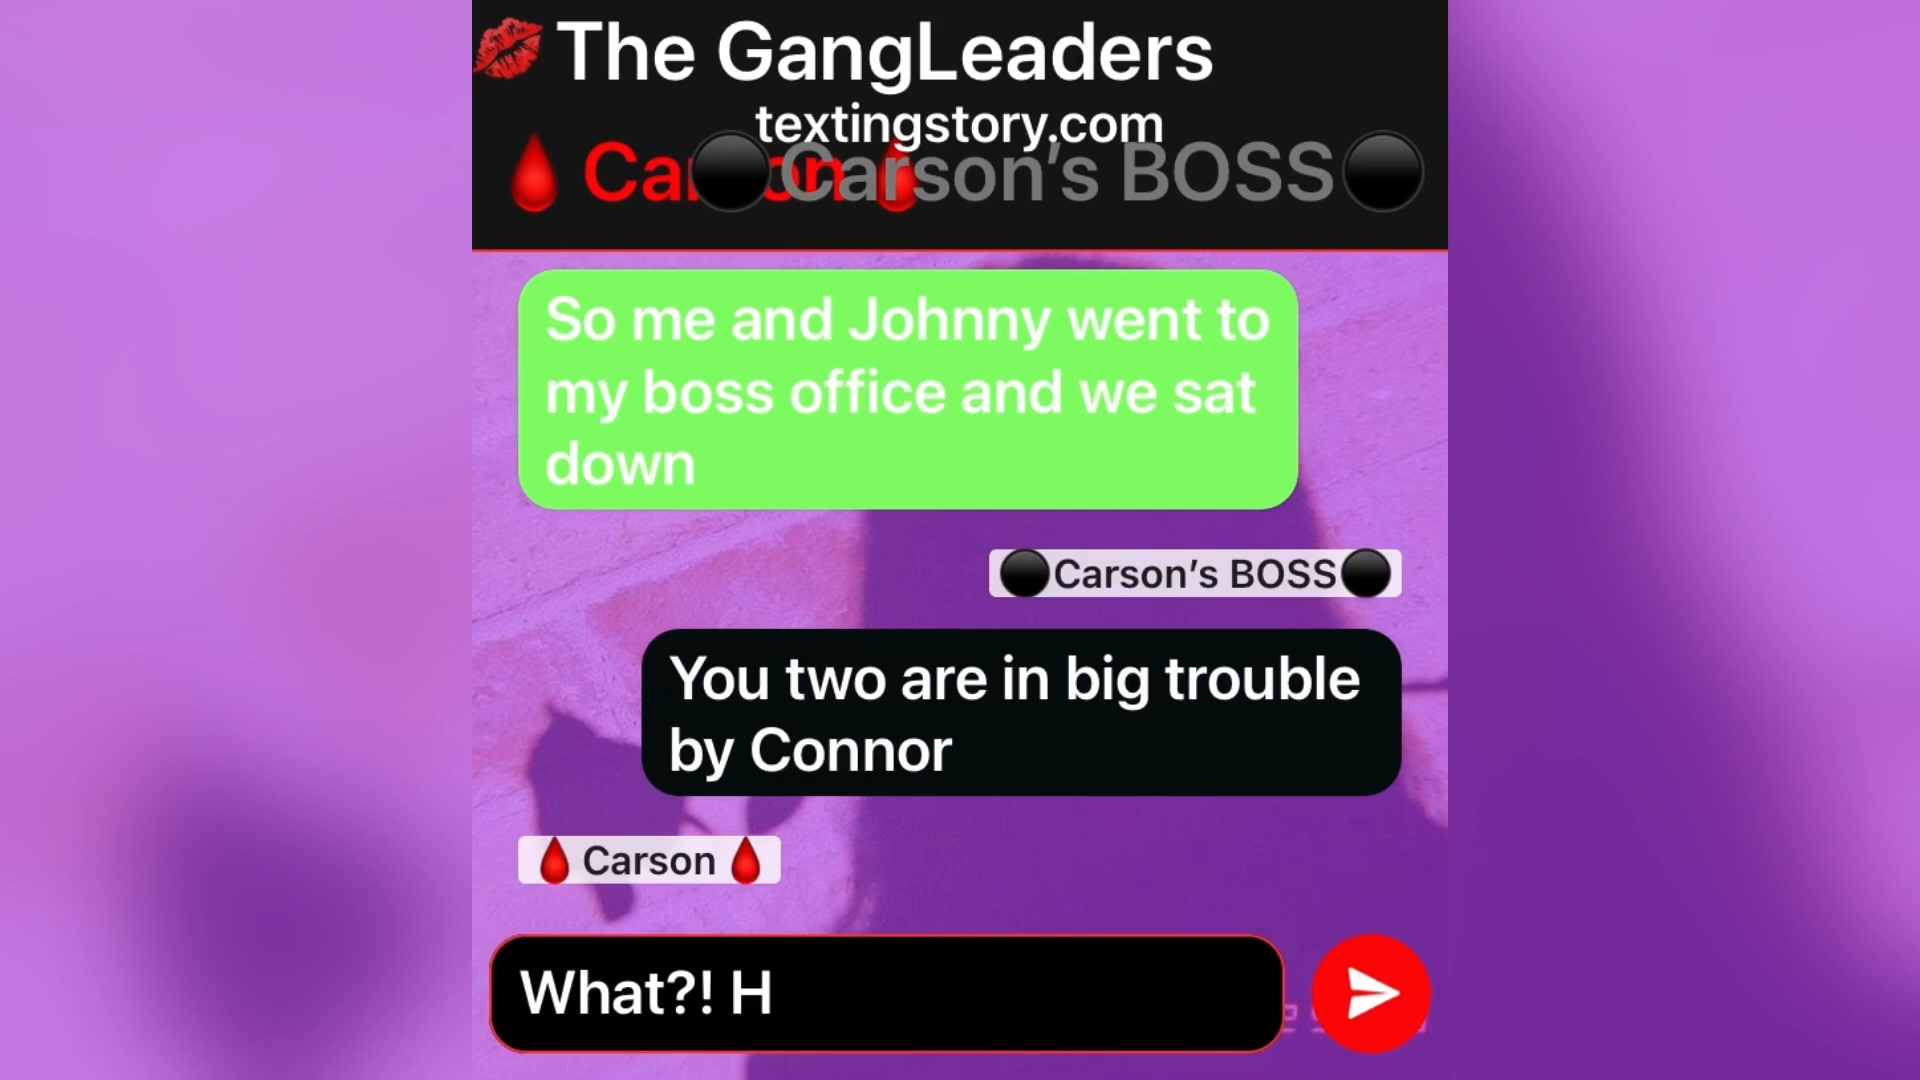 💋The GangLeaders
textingstory.com
🩸 Carson 🩸
⚫Carson’s BOSS⚫
So me and Johnny went to
my boss office and we sat
down
⚫Carson’s BOSS⚫
You two are in big trouble
by Connor
🩸 Carson 🩸
What?! H